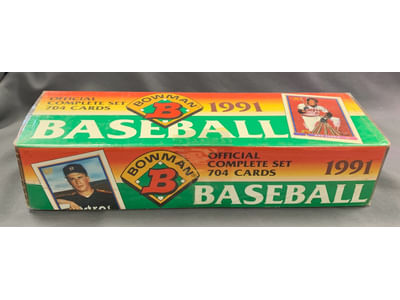 OFFICIAL
COMPLETE SET
704 CARDS
BOWMAN
B
1991
BASEBALL
BOWMAN
B
OFFICIAL
COMPLETE SET
704 CARDS
1991
BASEBALL